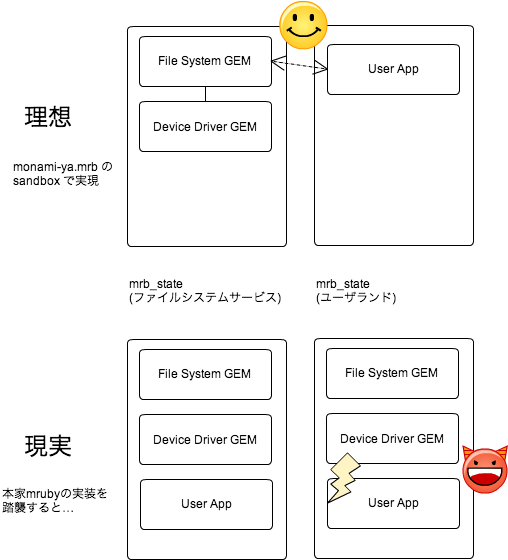 File System GEM
User App
理想
Device Driver GEM
monami-ya.mrb の
sandbox で実現
mrb_state
(ファイルシステムサービス)
mrb_state
(ユーザランド)
File System GEM
File System GEM
現実
Device Driver GEM
Device Driver GEM
本家mrubyの実装を
踏襲すると…
User App
User App